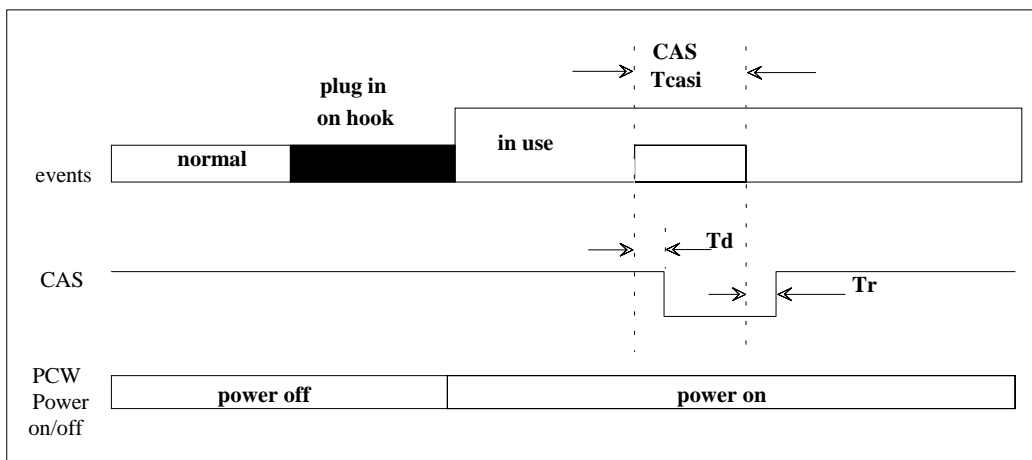 CAS
Tcasi
plug in
on hook
normal
in use
events
Td
CAS
Tr
PCW
Power
on/off
power off
power on